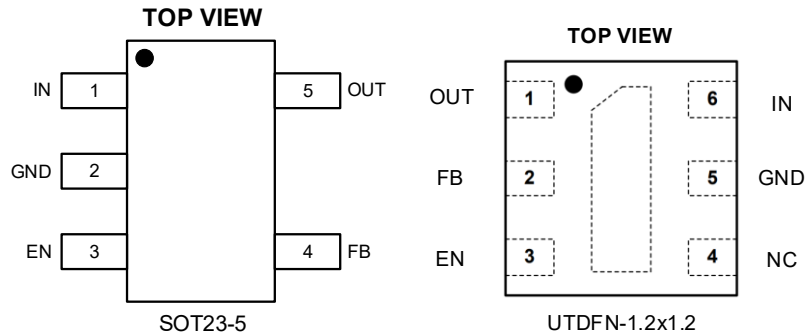 TOP VIEW
IN 1 5 OUT
GND 2
EN 3 4 FB
SOT23-5
TOP VIEW
OUT 1 6 IN
FB 2 5 GND
EN 3 4 NC
UTDFN-1.2x1.2